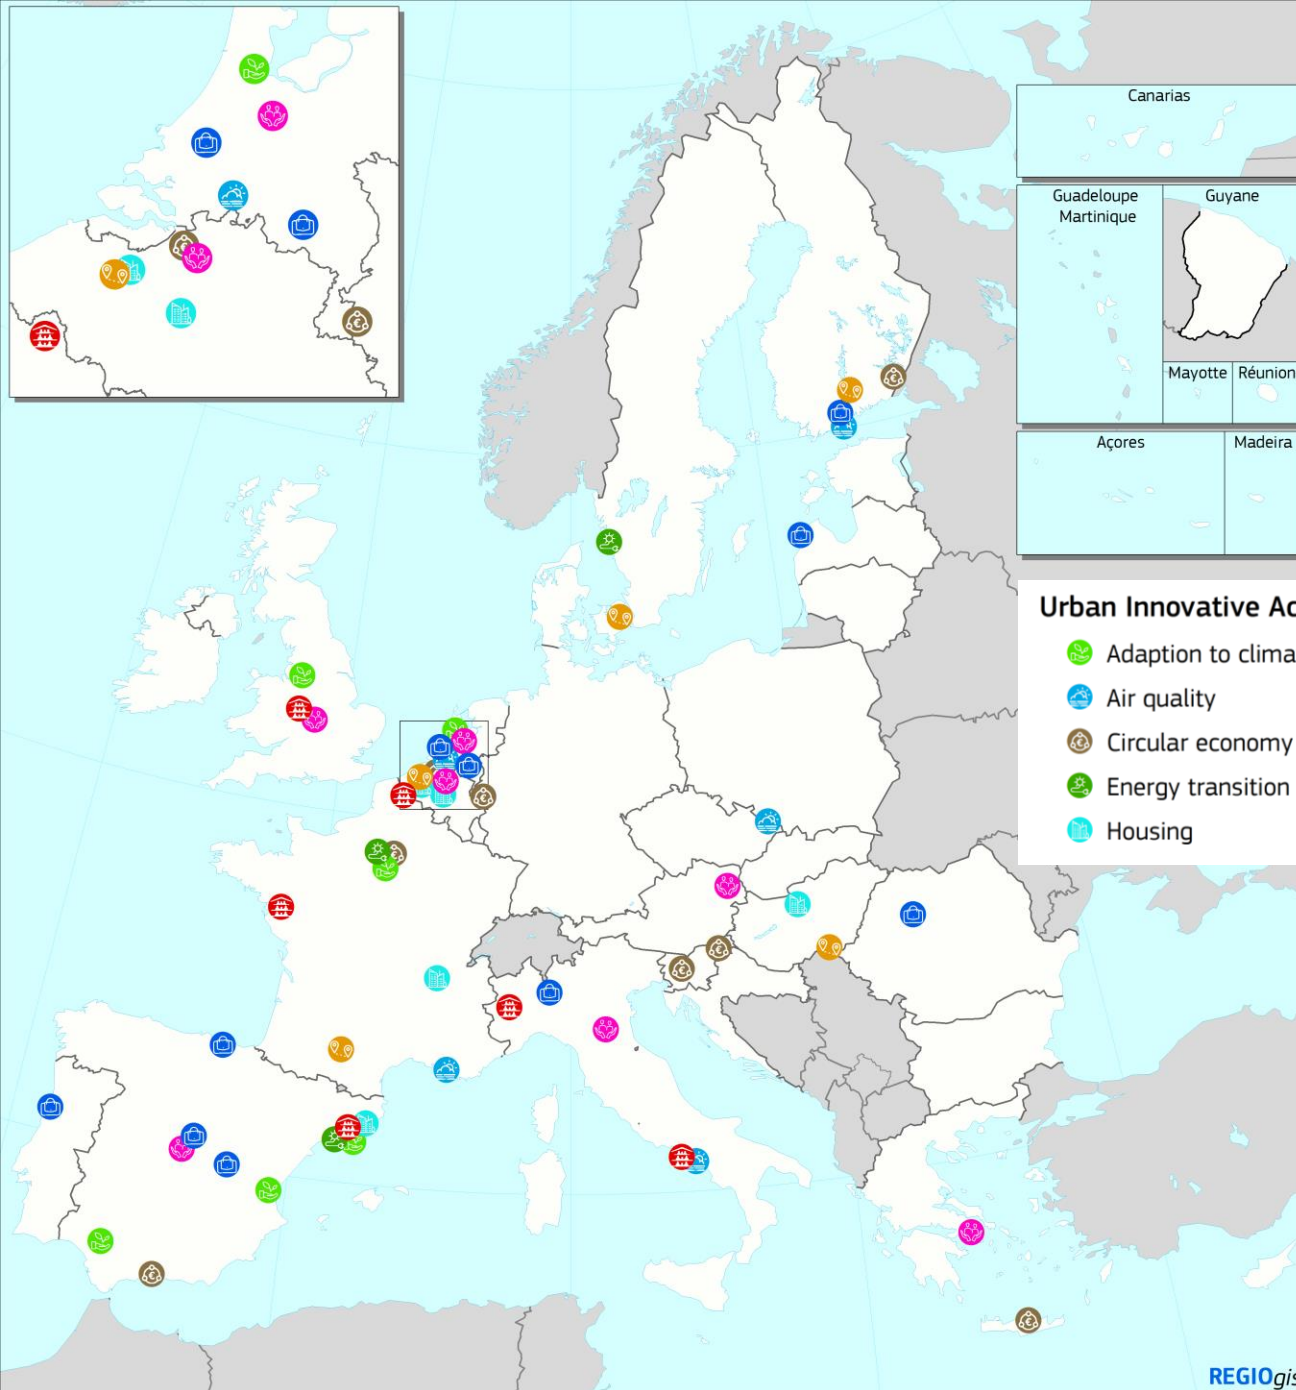 Canarias
Guadeloupe
Martinique
Guyane
Mayotte
Réunion
Açores
Madeira
Urban Innovative Ac
Adaption to clima
Air quality
Circular economy
Energy transition
Housing
REGIOgis